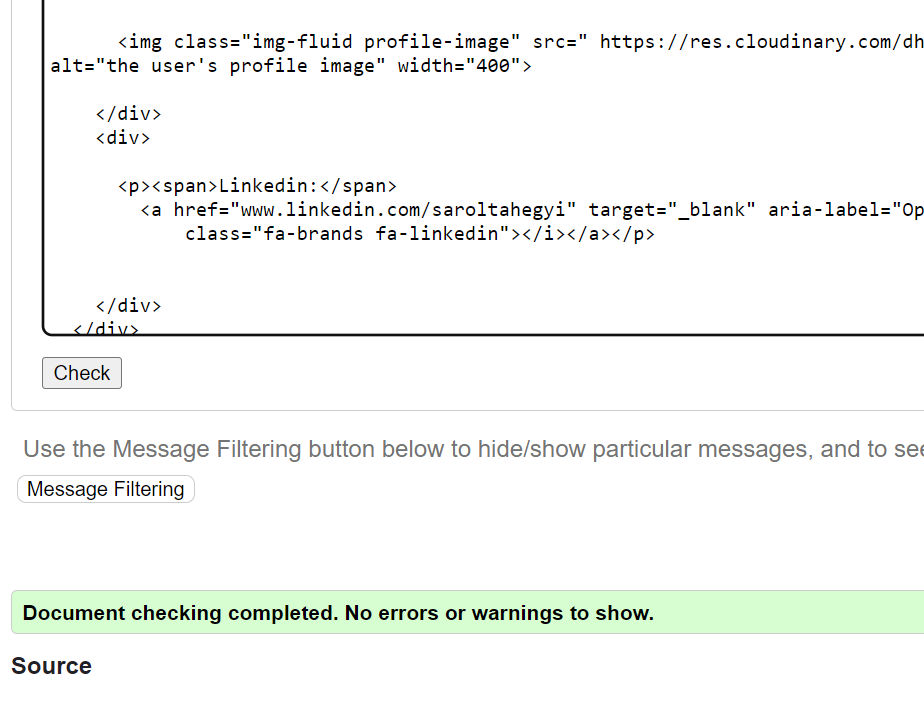 <img class="img-fluid profile-image" src=" https://res.cloudinary.com/dh
alt="the user's profile image" width="400">
</div>
<div>
<p><span>Linkedin:</span>
<a href="www.linkedin.com/saroltahegyi" target="_blank" aria-label="Op
class="fa-brands fa-linkedin"></i></a></p>
</div>
</div>
Check
Use the Message Filtering button below to hide/show particular messages, and to see
Message Filtering
Document checking completed. No errors or warnings to show.
Source